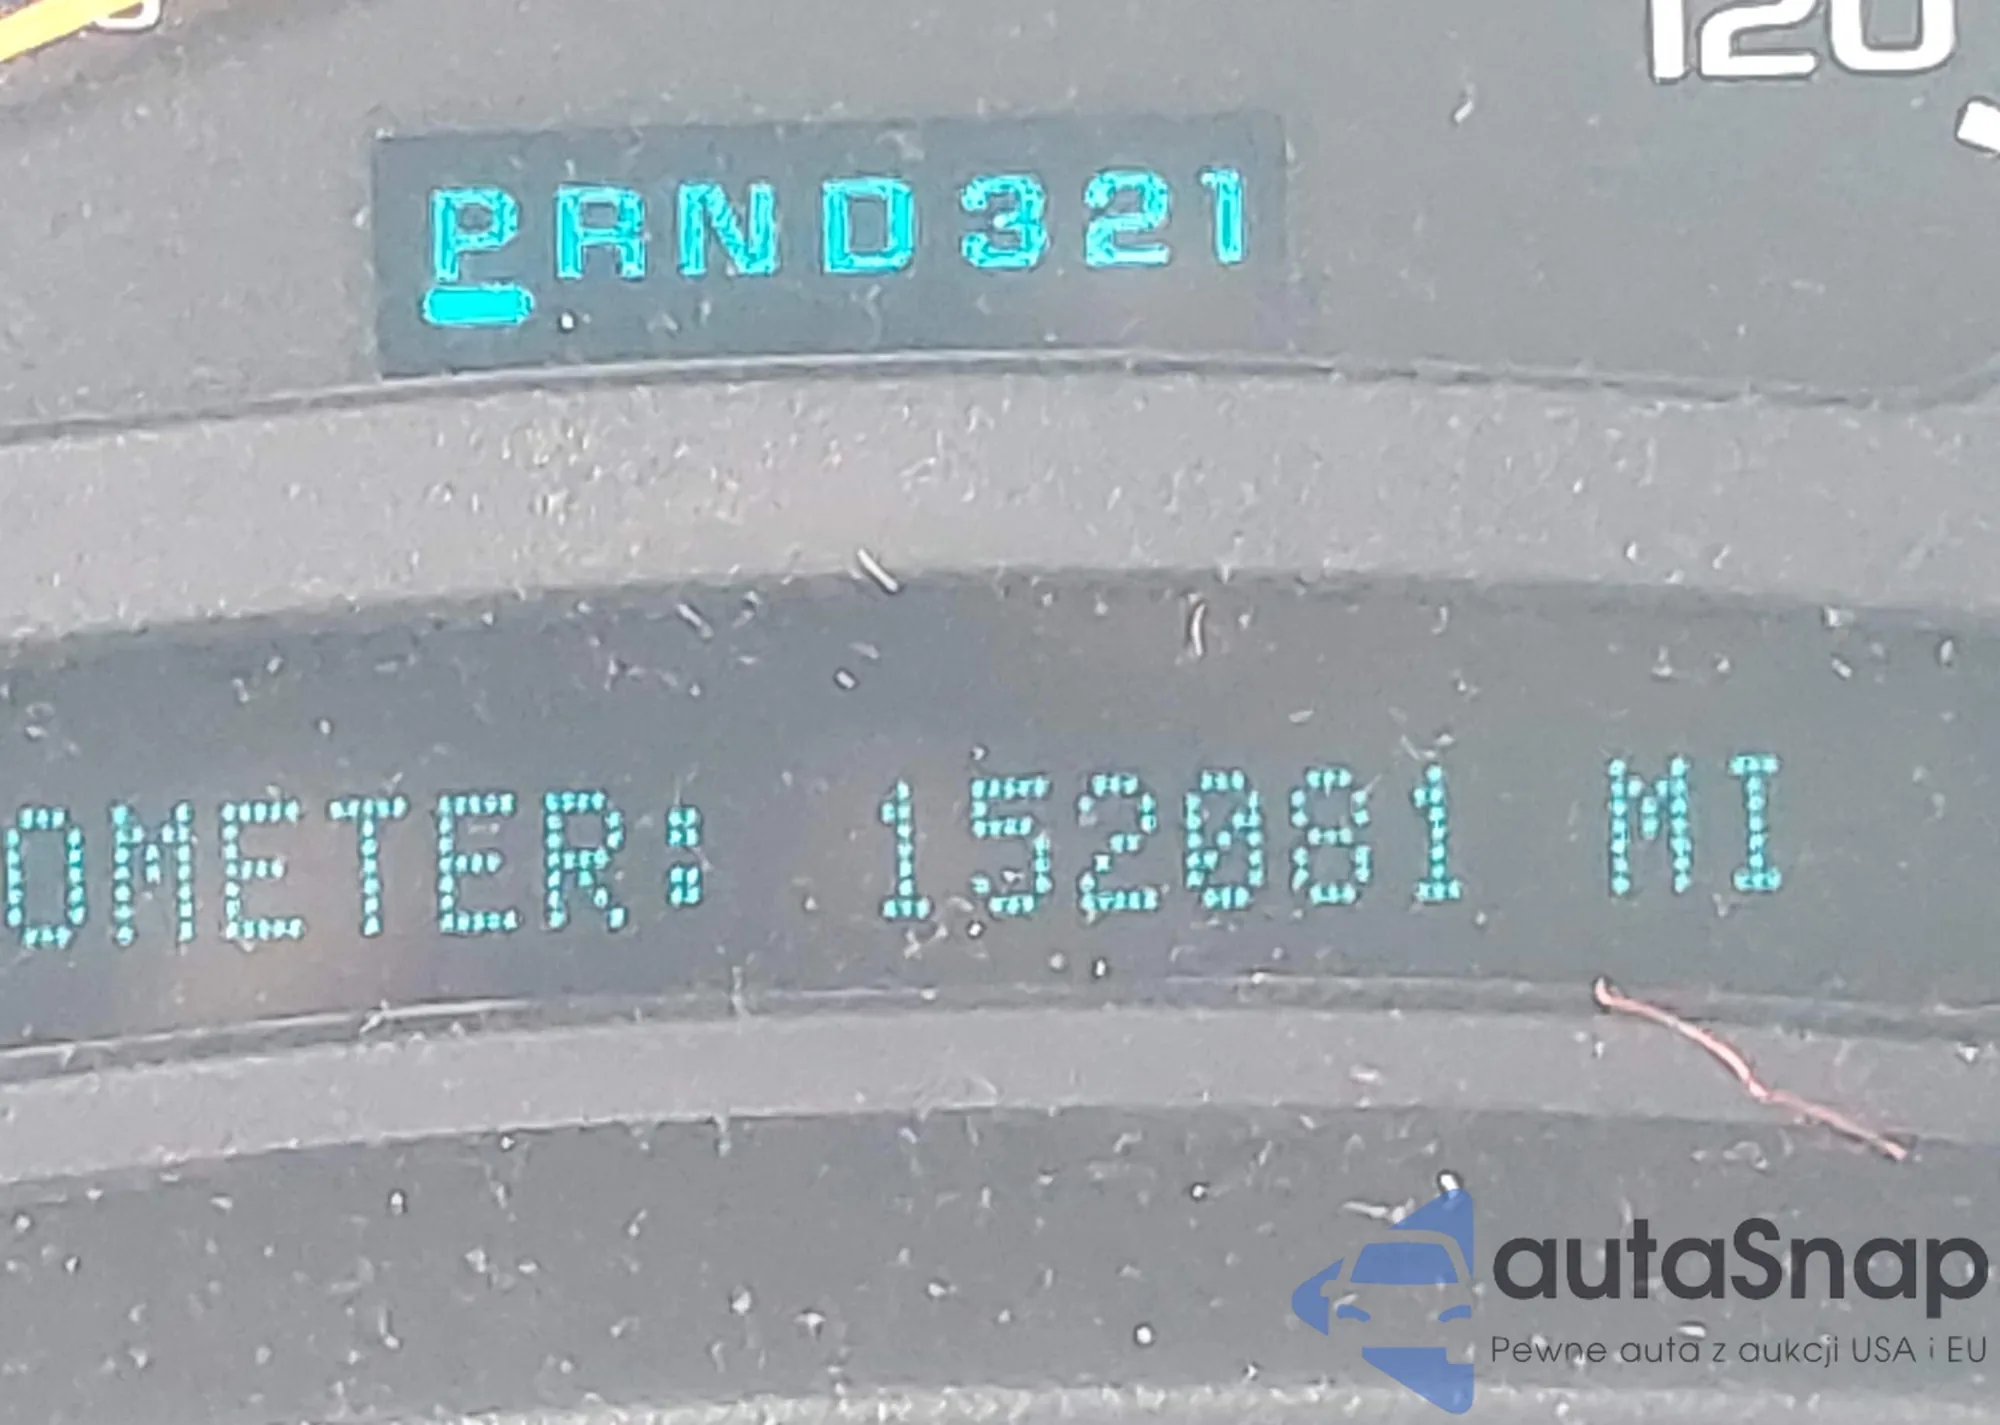 120
PRND321
OMETER: 152081 MI
autaSnap
Pewne auta z aukcji USA i EU